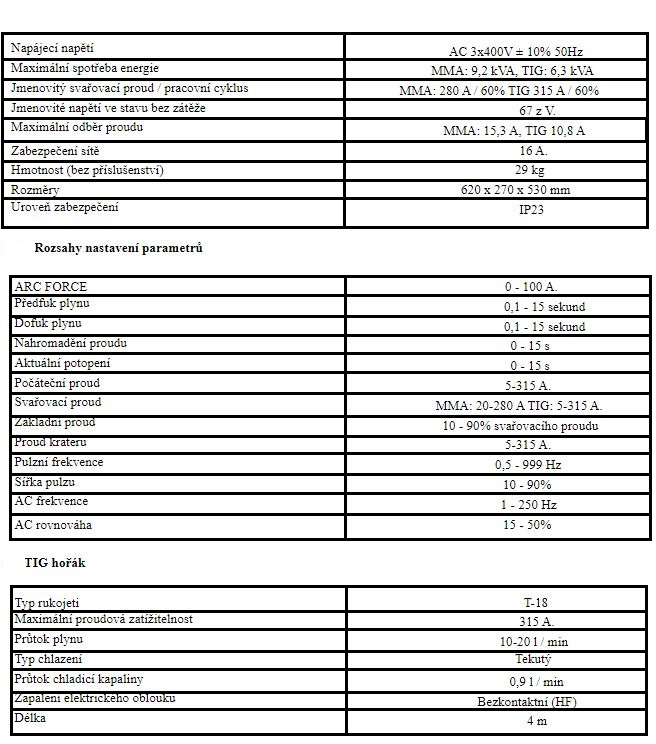 Napájecí napětí AC 3x400V ± 10% 50Hz
Maximální spotřeba energie MMA: 9,2 kVA, TIG: 6,3 kVA
Jmenovitý svařovací proud / pracovní cyklus MMA: 280 A / 60% TIG 315 A / 60%
Jmenovité napětí ve stavu bez zátěže 67 z V.
Maximální odběr proudu MMA: 15,3 A, TIG 10,8 A
Zabezpečení sítě 16 A.
Hmotnost (bez příslušenství) 29 kg
Rozměry 620 x 270 x 530 mm
Úroveň zabezpečení IP23
Rozsahy nastavení parametrů
ARC FORCE 0 - 100 A.
Předfuk plynu 0,1 - 15 sekund
Dofuk plynu 0,1 - 15 sekund
Nahromadění proudu 0 - 15 s
Aktuální potopení 0 - 15 s
Počáteční proud 5-315 A.
Svařovací proud MMA: 20-280 A TIG: 5-315 A.
Základní proud 10 - 90% svařovacího proudu
Proud kráteru 5-315 A.
Pulzní frekvence 0,5 - 999 Hz
Šířka pulzu 10 - 90%
AC frekvence 1 - 250 Hz
AC rovnováha 15 - 50%
TIG hořák
Typ rukojeti T-18
Maximální proudová zatížitelnost 315 A.
Průtok plynu 10-20 l / min
Typ chlazení Tekutý
Průtok chladicí kapaliny 0,9 l / min
Zapálení elektrického oblouku Bezkontaktní (HF)
Délka 4 m